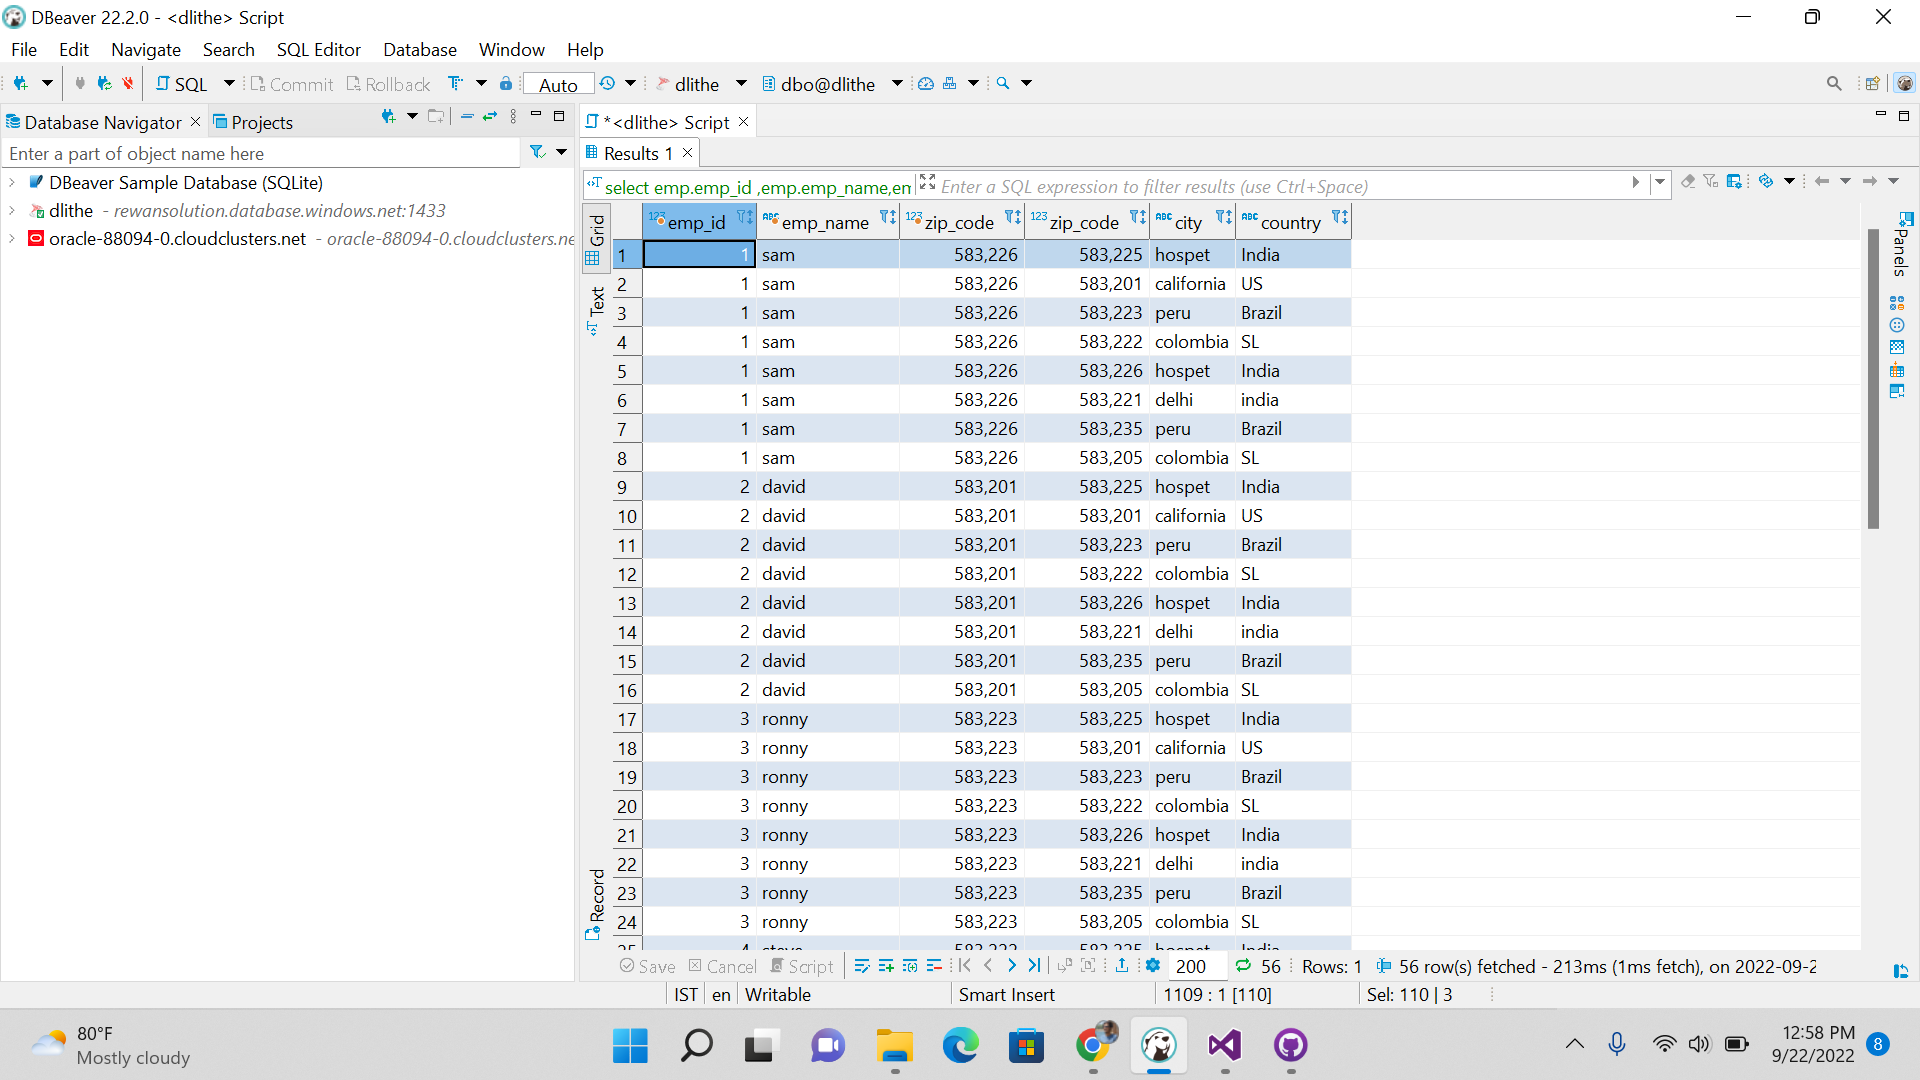 DBeaver 22.2.0 - <dlithe> Script
File Edit Navigate Search SQL Editor Database Window Help
SQL Commit Rollback Auto dlithe dbo@dlithe
Database Navigator Projects
*<dlithe> Script
Enter a part of object name here
Results 1
DBeaver Sample Database (SQLite)
dlithe - rewansolution.database.windows.net:1433
oracle-88094-0.cloudclusters.net - oracle-88094-0.cloudclusters.ne
select emp.emp_id ,emp.emp_name,en Enter a SQL expression to filter results (use Ctrl+Space)
Grid
Text
Record
Panels
123 emp_id ABC emp_name 123 zip_code 123 zip_code ABC city ABC country
1 1 sam 583,226 583,225 hospet India
2 1 sam 583,226 583,201 california US
3 1 sam 583,226 583,223 peru Brazil
4 1 sam 583,226 583,222 colombia SL
5 1 sam 583,226 583,226 hospet India
6 1 sam 583,226 583,221 delhi india
7 1 sam 583,226 583,235 peru Brazil
8 1 sam 583,226 583,205 colombia SL
9 2 david 583,201 583,225 hospet India
10 2 david 583,201 583,201 california US
11 2 david 583,201 583,223 peru Brazil
12 2 david 583,201 583,222 colombia SL
13 2 david 583,201 583,226 hospet India
14 2 david 583,201 583,221 delhi india
15 2 david 583,201 583,235 peru Brazil
16 2 david 583,201 583,205 colombia SL
17 3 ronny 583,223 583,225 hospet India
18 3 ronny 583,223 583,201 california US
19 3 ronny 583,223 583,223 peru Brazil
20 3 ronny 583,223 583,222 colombia SL
21 3 ronny 583,223 583,226 hospet India
22 3 ronny 583,223 583,221 delhi india
23 3 ronny 583,223 583,235 peru Brazil
24 3 ronny 583,223 583,205 colombia SL
Save Cancel Script 200 56 Rows: 1 56 row(s) fetched - 213ms (1ms fetch), on 2022-09-2
IST en Writable Smart Insert 1109 : 1 [110] Sel: 110 | 3
80°F
Mostly cloudy
12:58 PM
9/22/2022
8